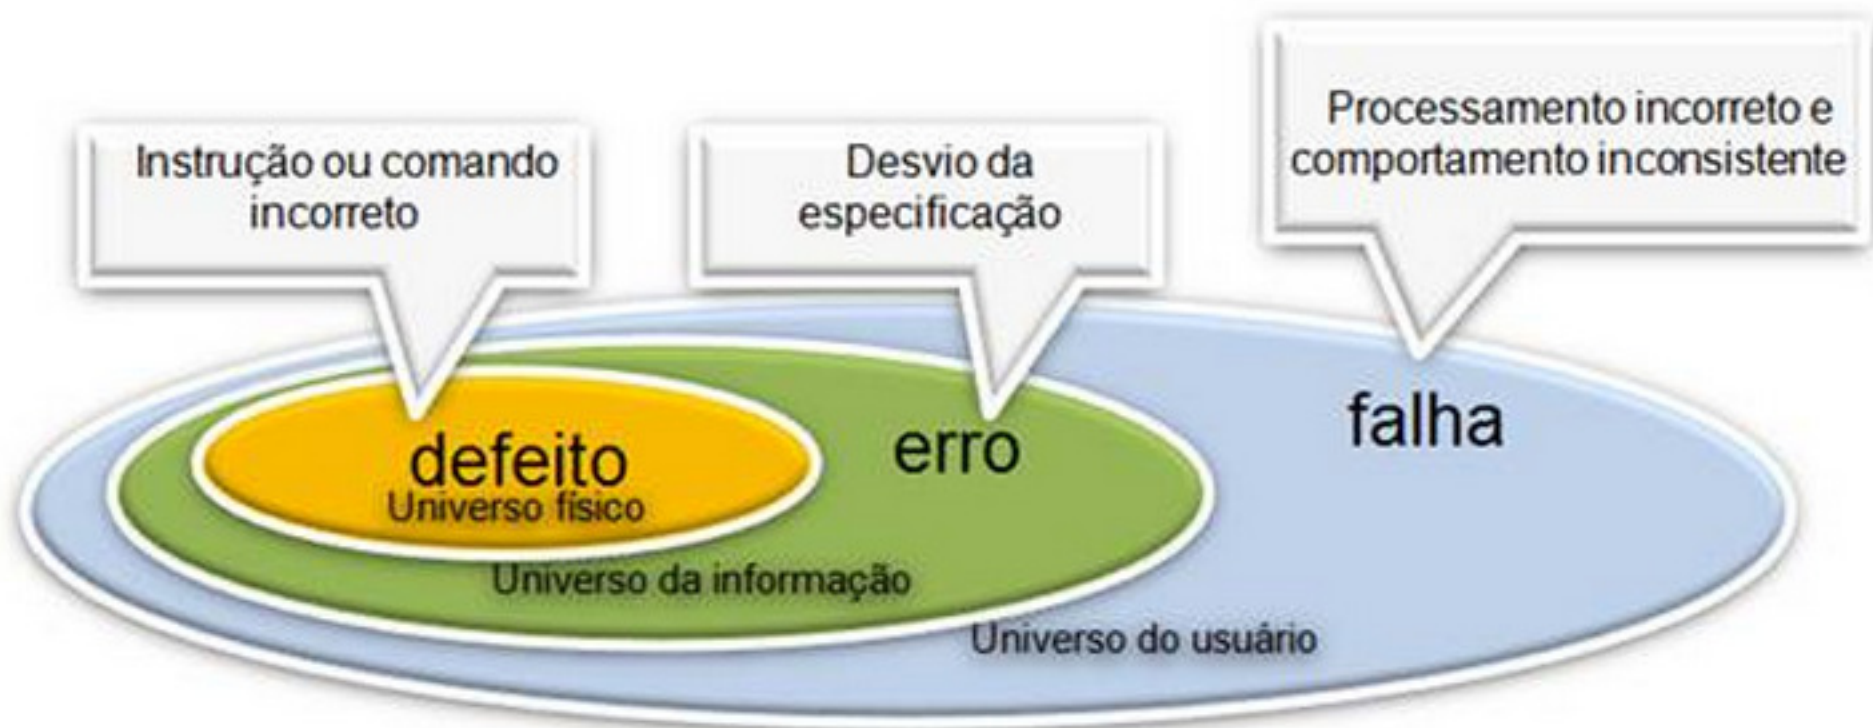 Instrução ou comando
incorreto
Desvio da
especificação
Processamento incorreto e
comportamento inconsistente
defeito
Universo físico
erro
Universo da informação
falha
Universo do usuário